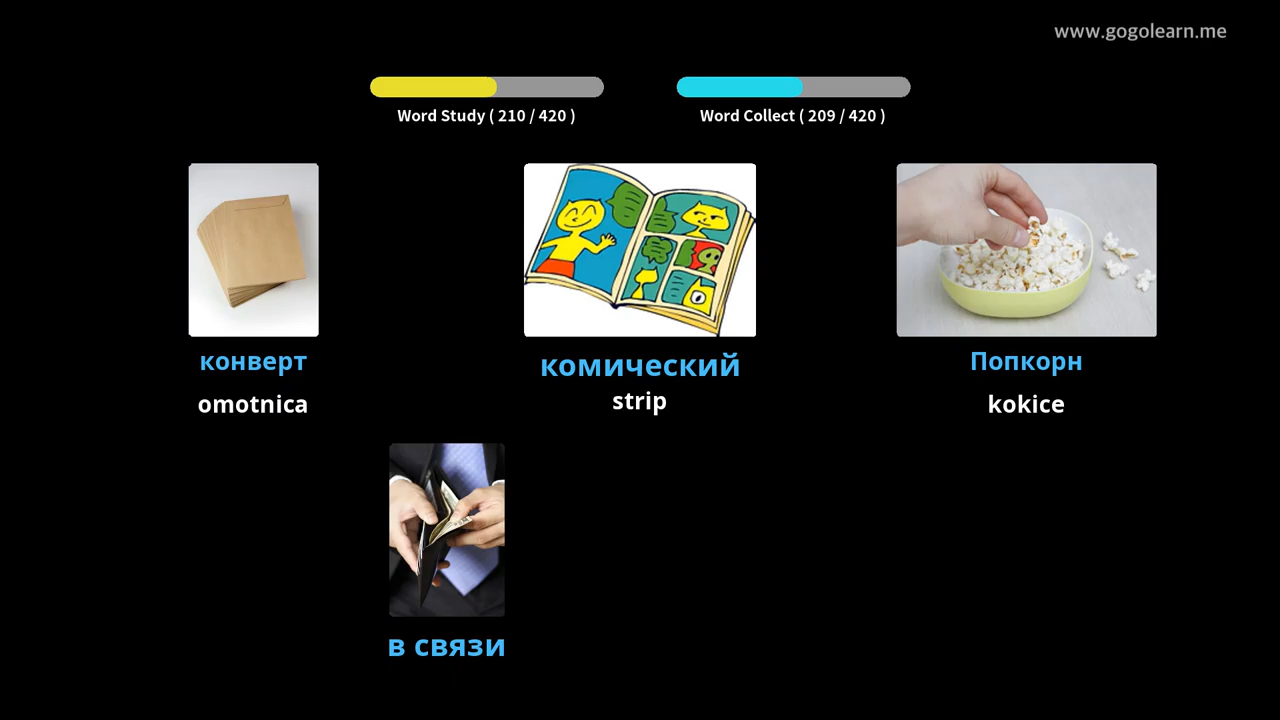 www.gogolearn.me
Word Study ( 210 / 420 )
Word Collect ( 209 / 420 )
конверт
omotnica
комический
strip
Попкорн
kokice
в связи